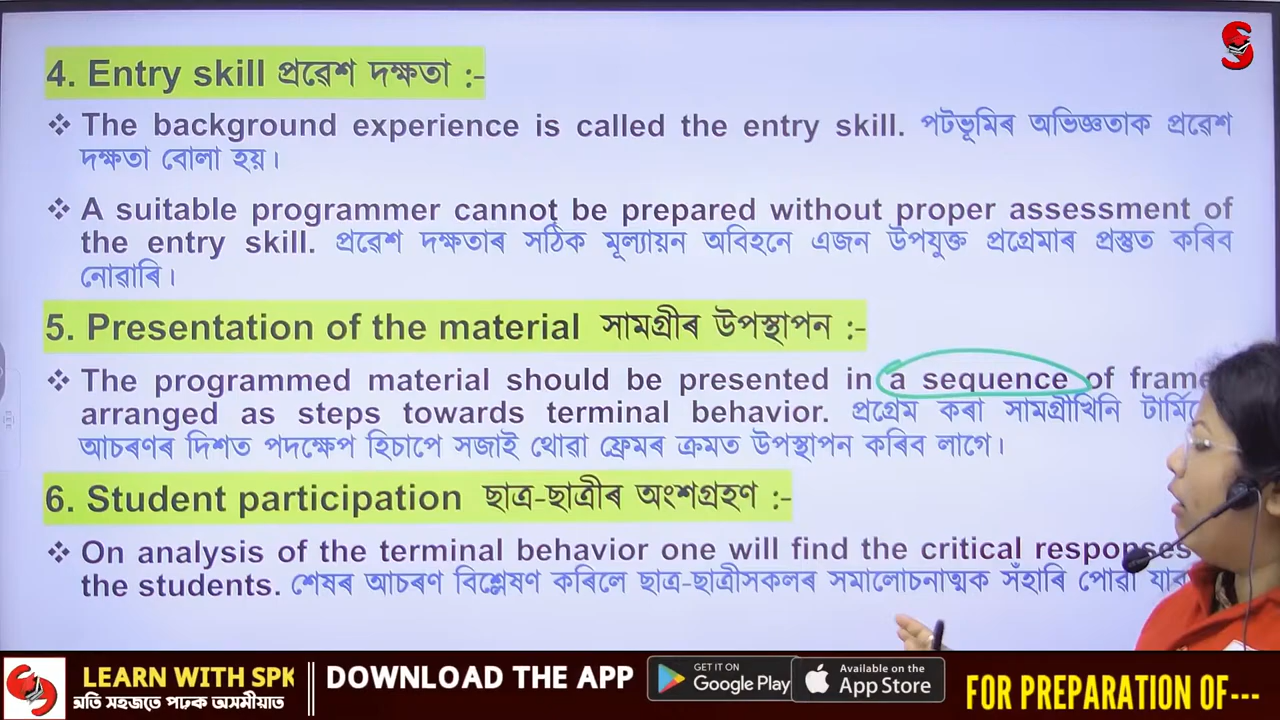 4. Entry skill প্ৰৱেশ দক্ষতা :-
❖ The background experience is called the entry skill. পটভূমিৰ অভিজ্ঞতাক প্ৰৱেশ
দক্ষতা বোলা হয়।
❖ A suitable programmer cannot be prepared without proper assessment of
the entry skill. প্ৰৱেশ দক্ষতাৰ সঠিক মূল্যায়ন অবিহনে এজন উপযুক্ত প্ৰগ্ৰেমাৰ প্ৰস্তুত কৰিব
নোৱাৰি।
5. Presentation of the material সামগ্ৰীৰ উপস্থাপন :-
❖ The programmed material should be presented in a sequence of frame
arranged as steps towards terminal behavior. প্ৰগ্ৰেম কৰা সামগ্ৰীখিনি
আচৰণৰ দিশত পদক্ষেপ হিচাপে সজাই থোৱা ফ্ৰেমৰ ক্ৰমত উপস্থাপন কৰিব লাগে।
6. Student participation ছাত্ৰ-ছাত্ৰীৰ অংশগ্ৰহণ :-
❖ On analysis of the terminal behavior one will find the critical responses
the students. শেষৰ আচৰণ বিশ্লেষণ কৰিলে ছাত্ৰ-ছাত্ৰীসকলৰ সমালোচনাত্মক সঁহাৰি পোৱা
LEARN WITH SPK
অতি সহজতে পঢ়ক অসমীয়াত
DOWNLOAD THE APP
GET IT ON
Google Play
Available on the
App Store
FOR PREPARATION OF---